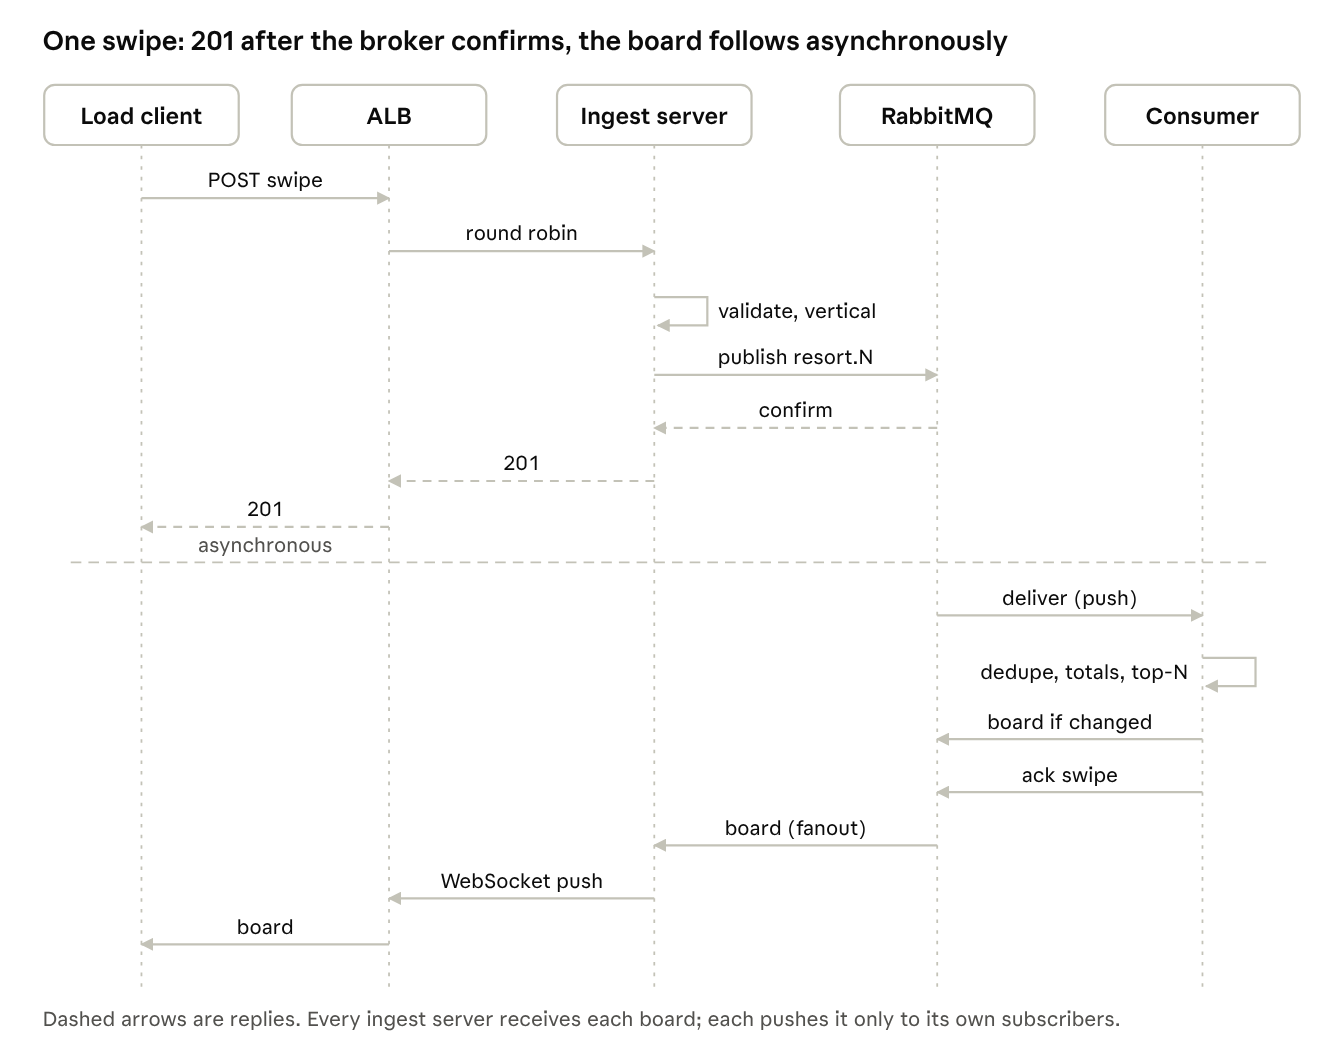 One swipe: 201 after the broker confirms, the board follows asynchronously
Load client
ALB
Ingest server
RabbitMQ
Consumer
POST swipe
round robin
validate, vertical
publish resort.N
confirm
201
201
asynchronous
deliver (push)
dedupe, totals, top-N
board if changed
ack swipe
board (fanout)
WebSocket push
board
Dashed arrows are replies. Every ingest server receives each board; each pushes it only to its own subscribers.